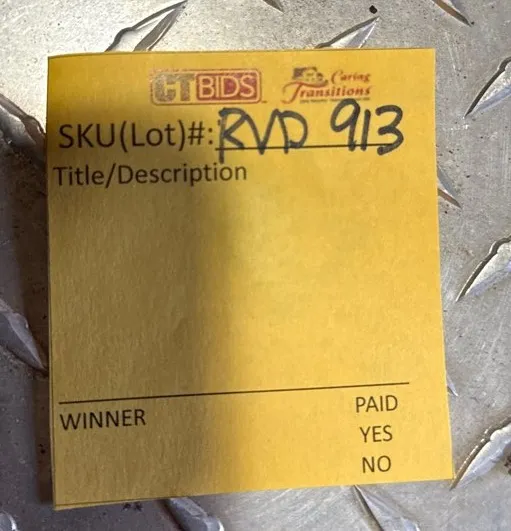 CTBIDS Caring Transitions
SKU(Lot)#: RVD 913
Title/Description
WINNER PAID
YES
NO